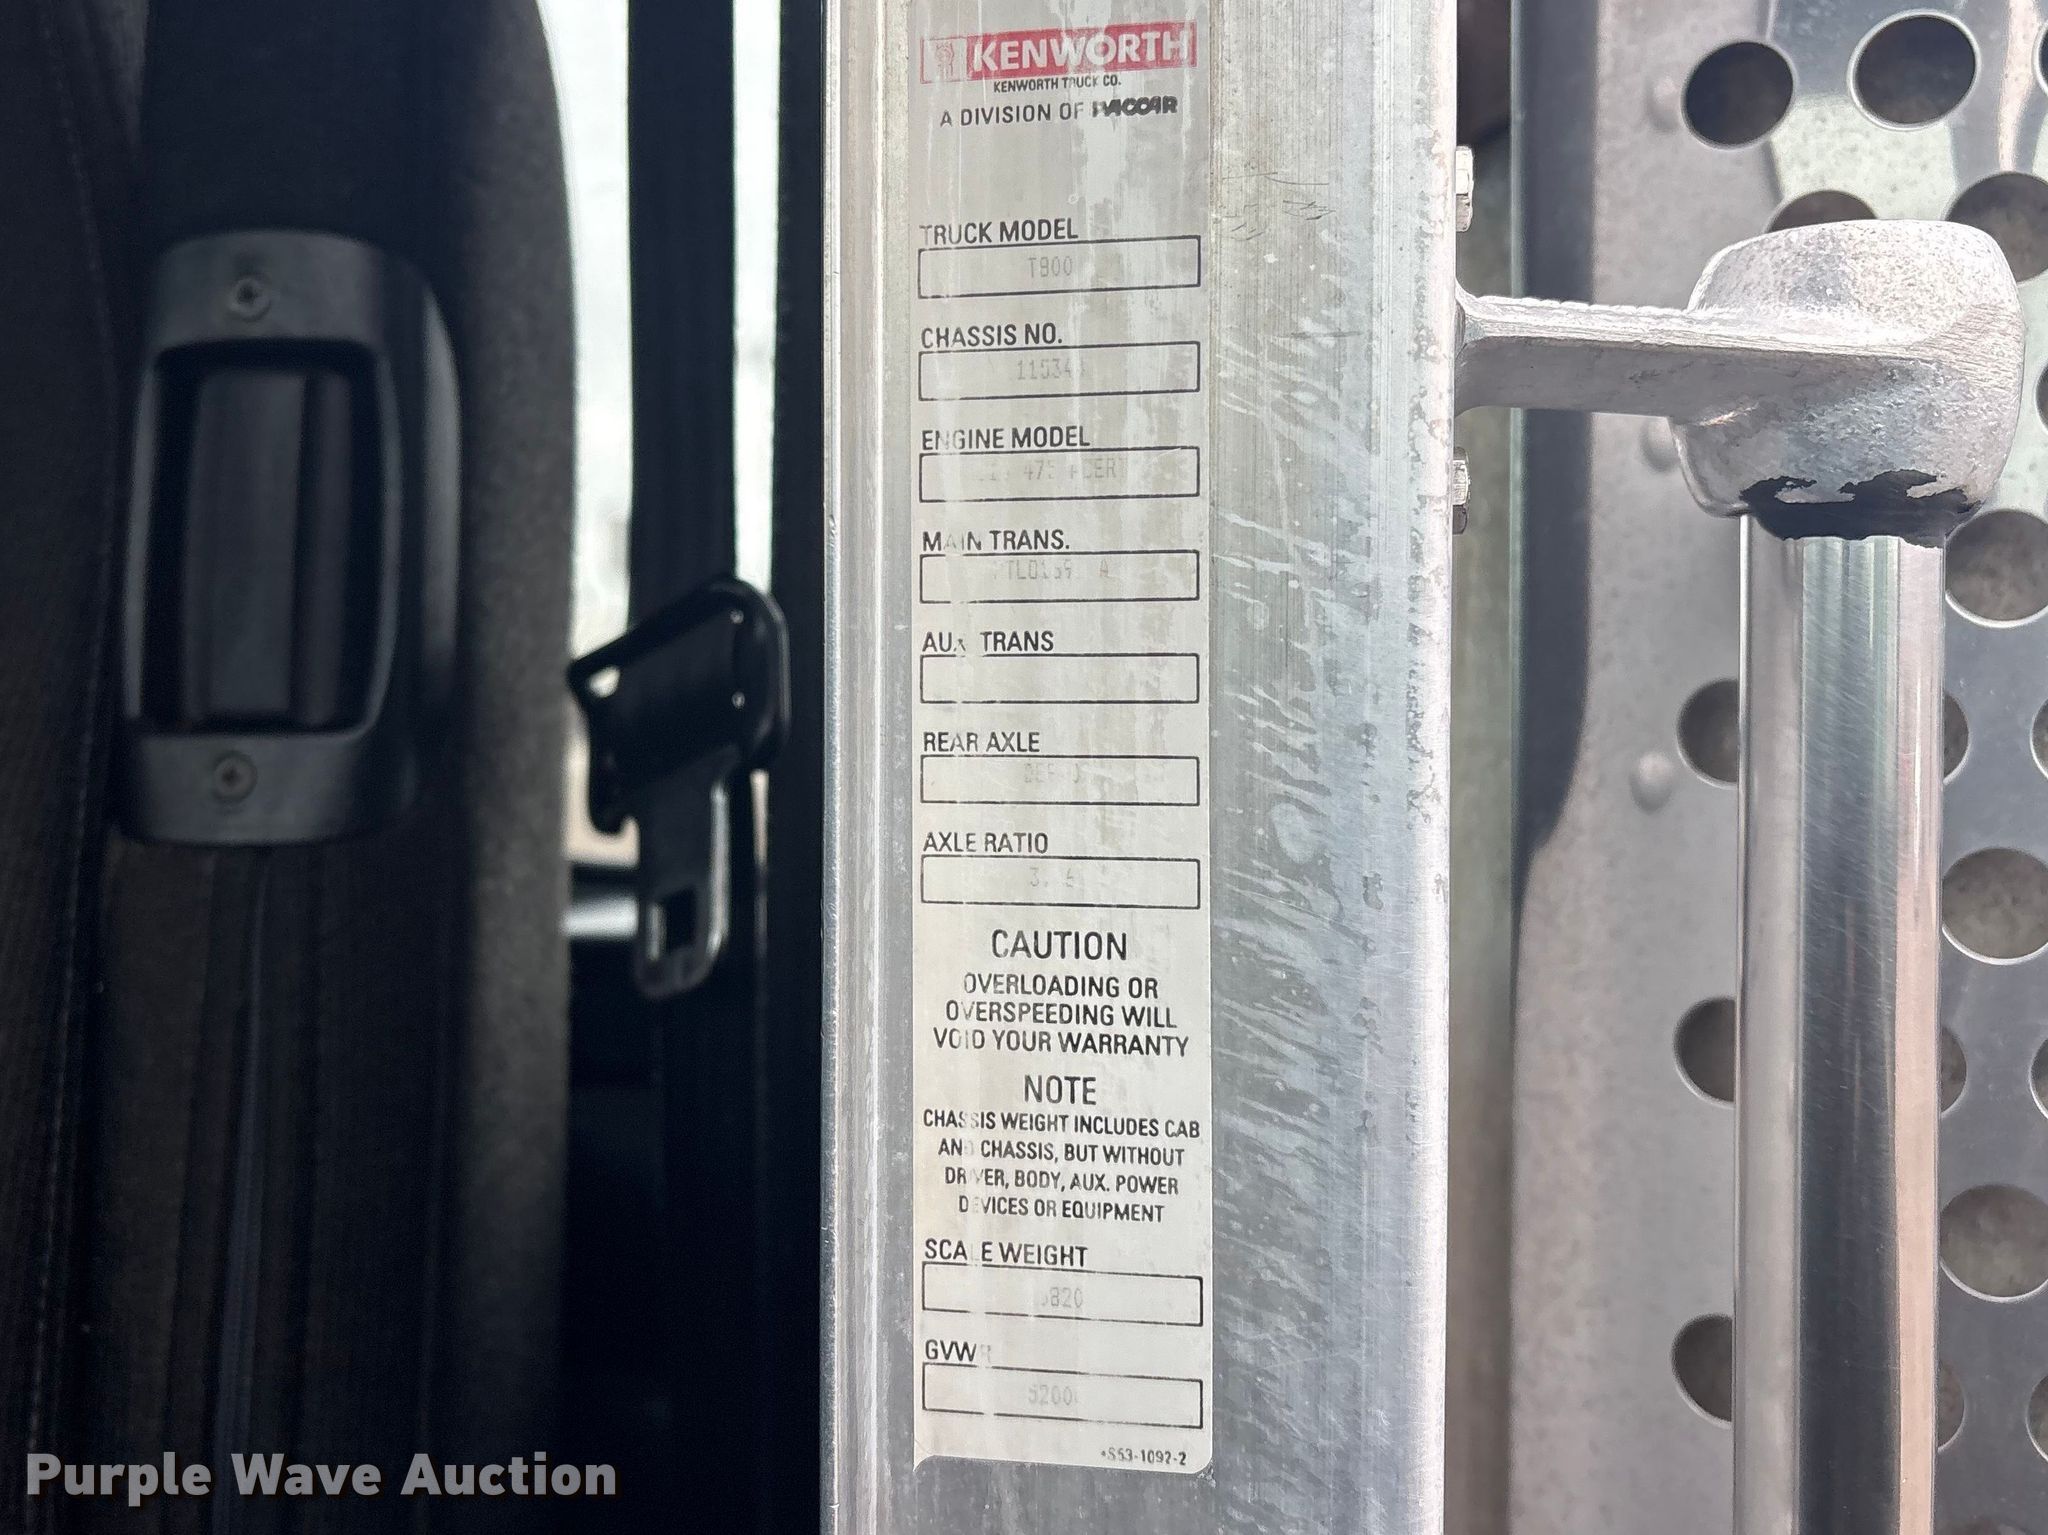 KENWORTH
KENWORTH TRUCK CO.
A DIVISION OF PACCAR
TRUCK MODEL
T800
CHASSIS NO.
ENGINE MODEL
MAIN TRANS.
AUX TRANS
REAR AXLE
AXLE RATIO
CAUTION
OVERLOADING OR
OVERSPEEDING WILL
VOID YOUR WARRANTY
NOTE
CHASSIS WEIGHT INCLUDES CAB
AND CHASSIS, BUT WITHOUT
DRIVER, BODY, AUX. POWER
DEVICES OR EQUIPMENT
SCALE WEIGHT
GVWR
S53-1092-2
Purple Wave Auction